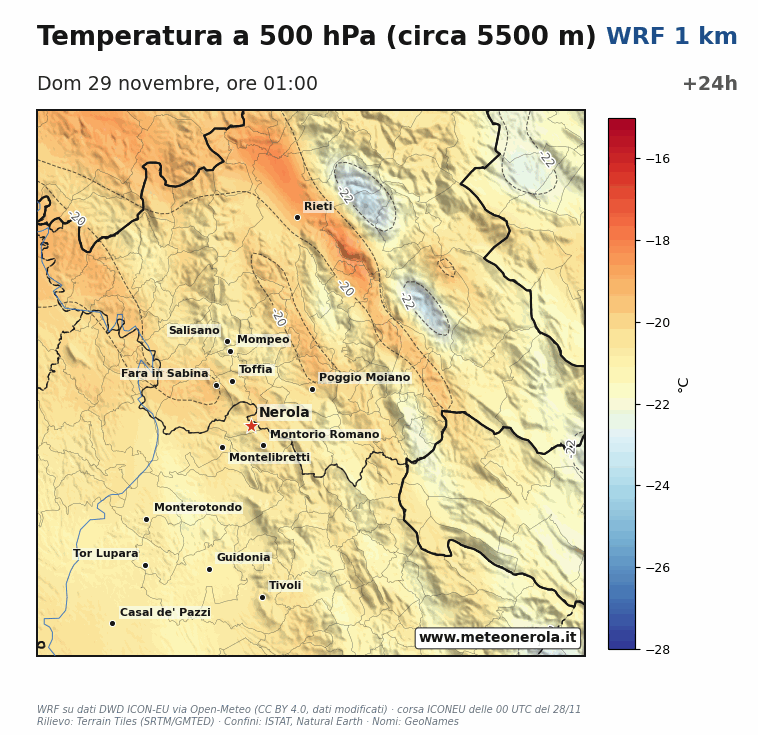 Temperatura a 500 hPa (circa 5500 m) WRF 1 km
Dom 29 novembre, ore 01:00 +24h
-22
-22
-20
Rieti
-20
-22
-20
Salisano
Mompeo
Fara in Sabina
Toffia
Poggio Moiano
Nerola
Montorio Romano
Montelibretti
-22
Monterotondo
Tor Lupara
Guidonia
Tivoli
Casal de' Pazzi
www.meteonerola.it
−16
−18
−20
−22
−24
−26
−28
°C
WRF su dati DWD ICON-EU via Open-Meteo (CC BY 4.0, dati modificati) · corsa ICONEU delle 00 UTC del 28/11
Rilievo: Terrain Tiles (SRTM/GMTED) · Confini: ISTAT, Natural Earth · Nomi: GeoNames